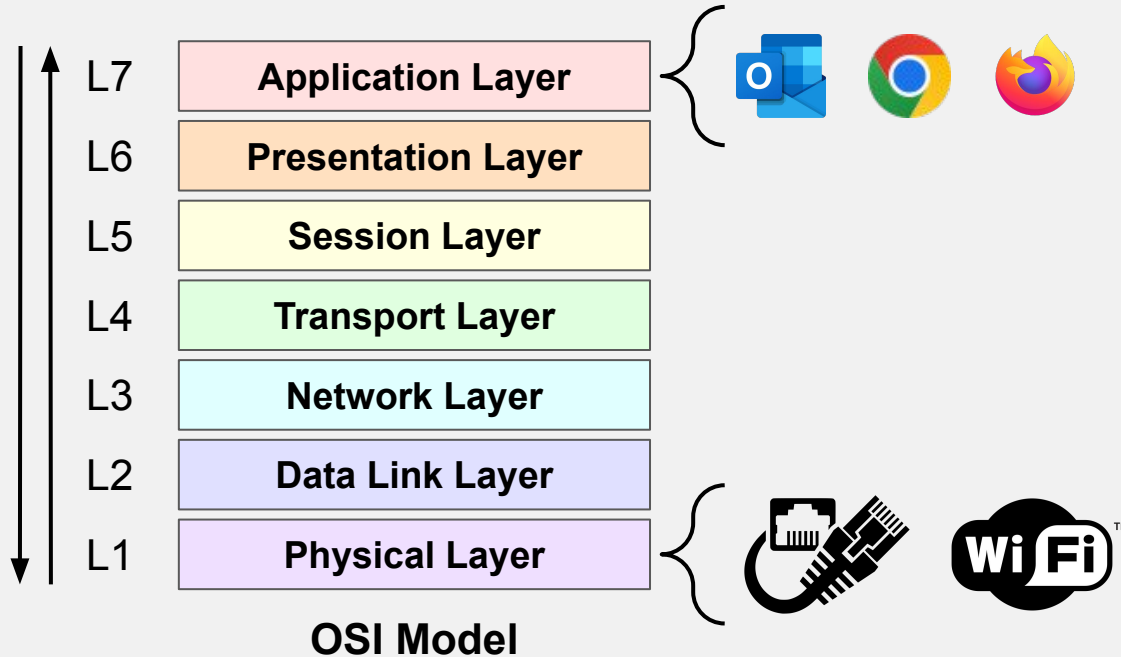 L7 Application Layer
O
L6 Presentation Layer
L5 Session Layer
L4 Transport Layer
L3 Network Layer
L2 Data Link Layer
L1 Physical Layer
Wi Fi TM
OSI Model